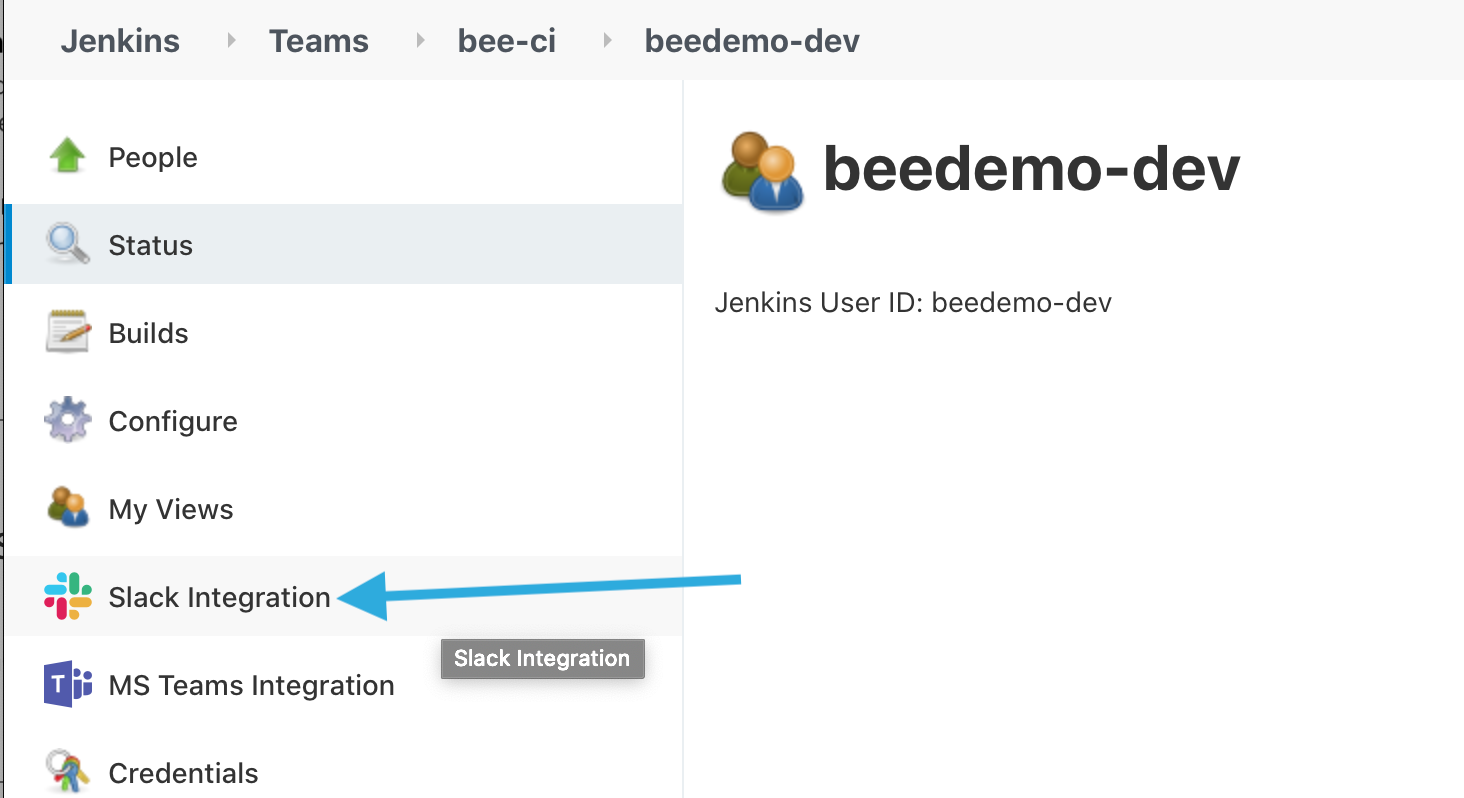 Jenkins Teams bee-ci beedemo-dev
People
Status
Builds
Configure
My Views
Slack Integration
Slack Integration
MS Teams Integration
Credentials
beedemo-dev
Jenkins User ID: beedemo-dev